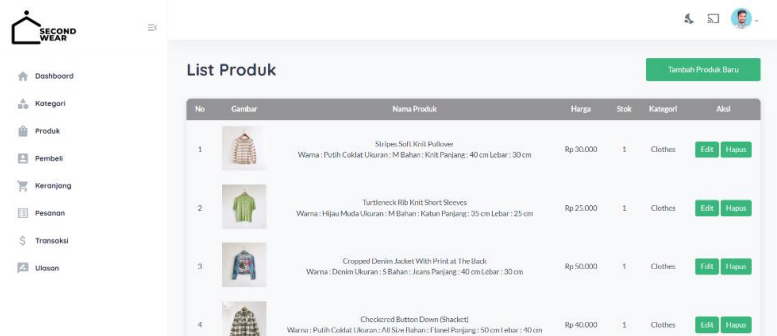 SECOND
WEAR
Dashboard
Kategori
Produk
Pembeli
Keranjang
Pesanan
Transaksi
Ulasan
List Produk
Tambah Produk Baru
No Gambar Nama Produk Harga Stok Kategori Aksi
1 Stripes Soft Knit Pullover
Warna : Putih Coklat Ukuran : M Bahan : Knit Panjang : 40 cm Lebar : 30 cm Rp 30.000 1 Clothes Edit Hapus
2 Turtleneck Rib Knit Short Sleeves
Warna : Hijau Muda Ukuran : M Bahan : Katun Panjang : 35 cm Lebar : 25 cm Rp 25.000 1 Clothes Edit Hapus
3 Cropped Denim Jacket With Print at The Back
Warna : Denim Ukuran : S Bahan : Jeans Panjang : 40 cm Lebar : 30 cm Rp 50.000 1 Clothes Edit Hapus
4 Checkered Button Down (Shacket)
Warna : Putih Coklat Ukuran : All Size Bahan : Flanel Panjang : 50 cm Lebar : 40 cm Rp 40.000 1 Clothes Edit Hapus